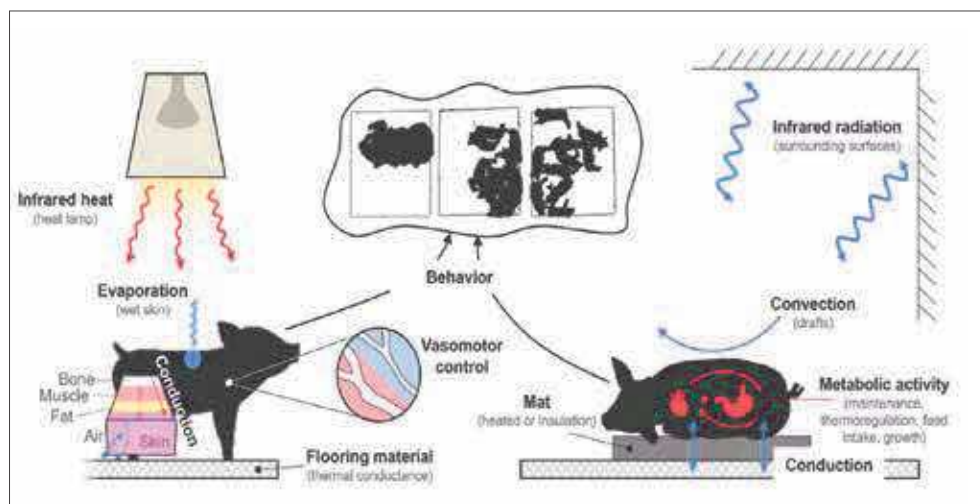 Infrared heat
(heat lamp)
Evaporation
(wet skin)
Bone
Muscle
Fat
Air
Skin
Conduction
Flooring material
(thermal conductance)
Behavior
Vasomotor
control
Infrared radiation
(surrounding surfaces)
Convection
(drafts)
Mat
(heated or insulation)
Metabolic activity
(maintenance,
thermoregulation, feed
intake, growth)
Conduction